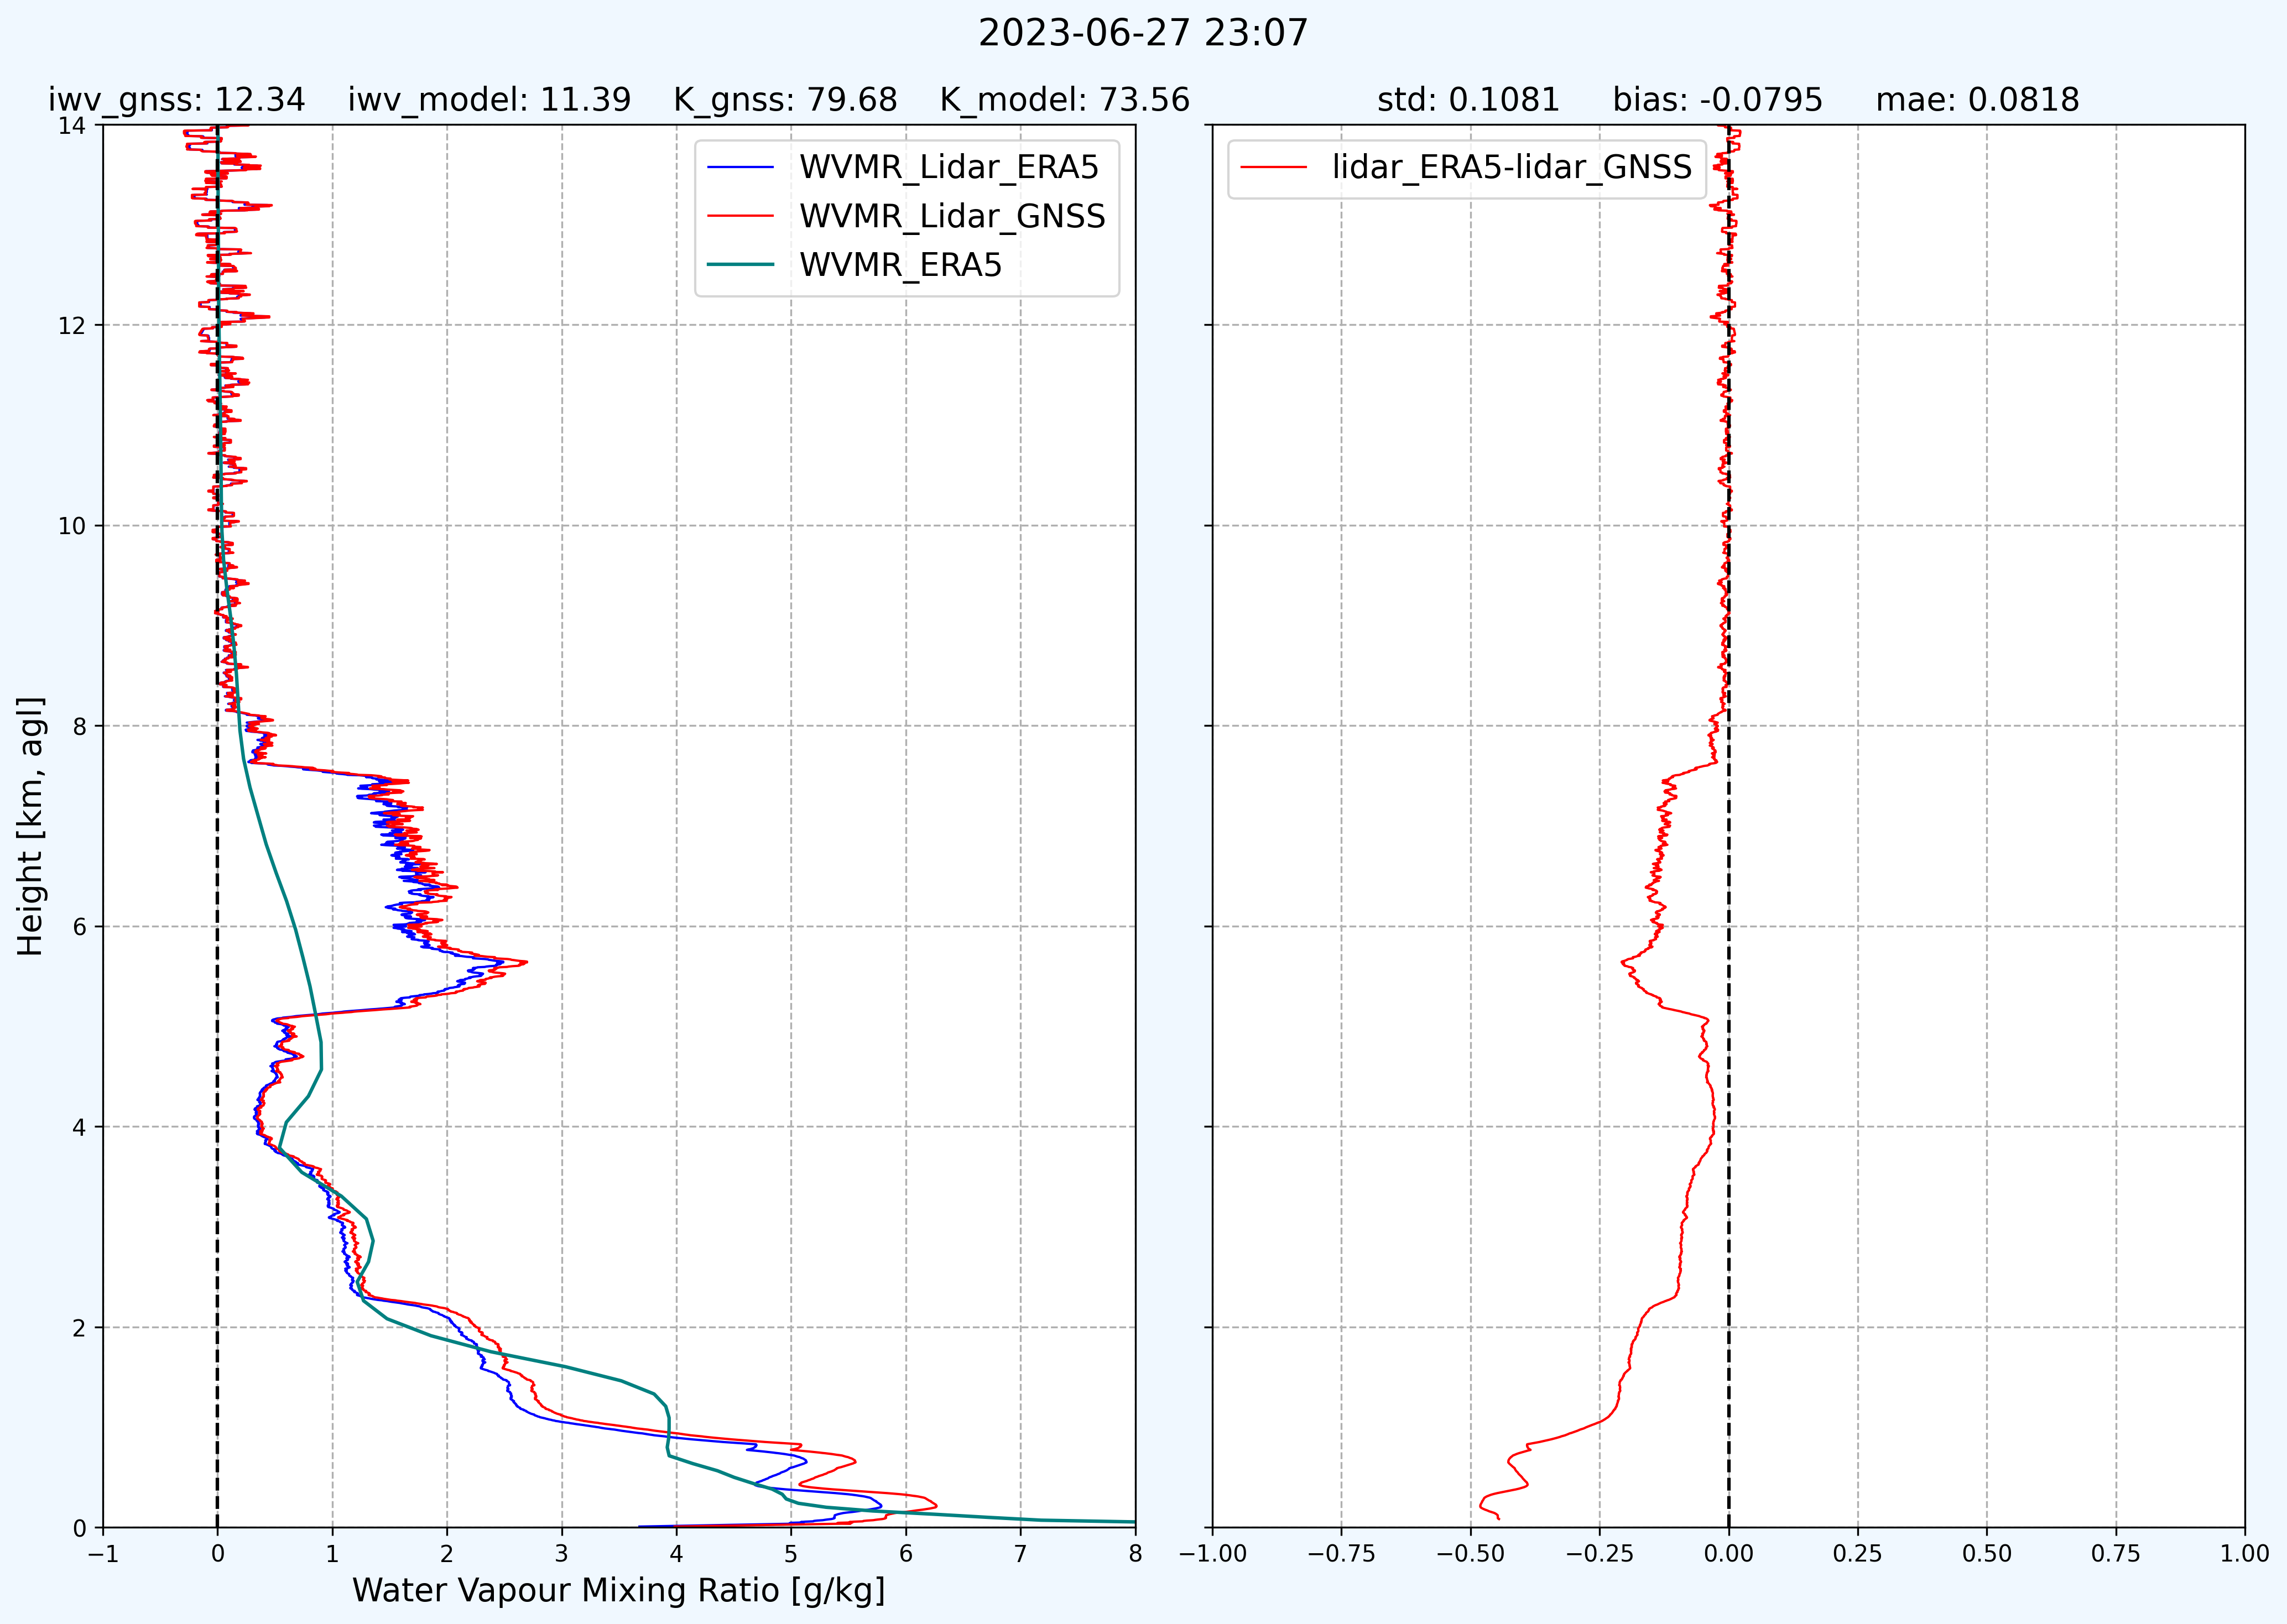 2023-06-27 23:07
iwv_gnss: 12.34 iwv_model: 11.39 K_gnss: 79.68 K_model: 73.56
std: 0.1081 bias: -0.0795 mae: 0.0818
WVMR_Lidar_ERA5
WVMR_Lidar_GNSS
WVMR_ERA5
lidar_ERA5-lidar_GNSS
14
12
10
8
6
4
2
0
Height [km, agl]
−1 0 1 2 3 4 5 6 7 8
Water Vapour Mixing Ratio [g/kg]
−1.00 −0.75 −0.50 −0.25 0.00 0.25 0.50 0.75 1.00